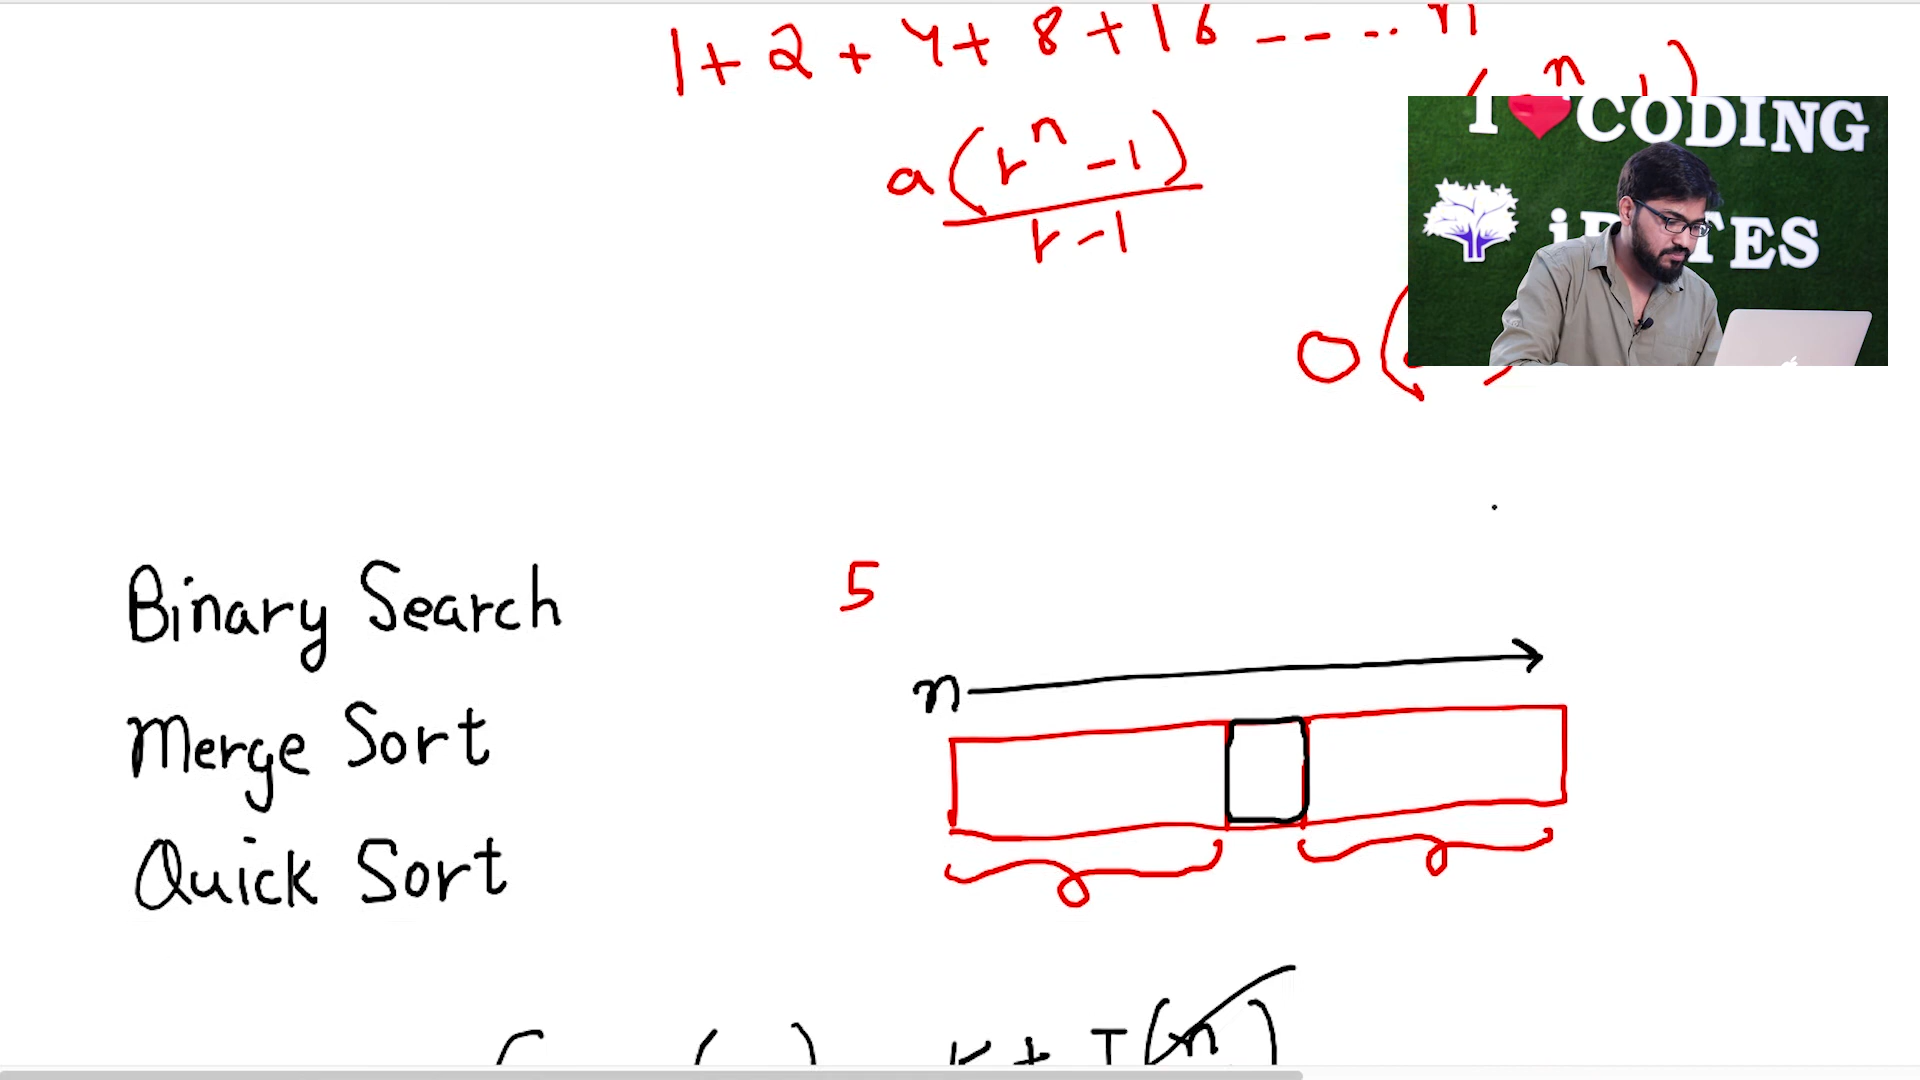 1 + 2 + 4 + 8 + 16 ---.. n
a(r^n - 1)
r - 1
I ❤ CODING
O(
5
Binary Search
n
Merge Sort
Quick Sort
k + T(n)